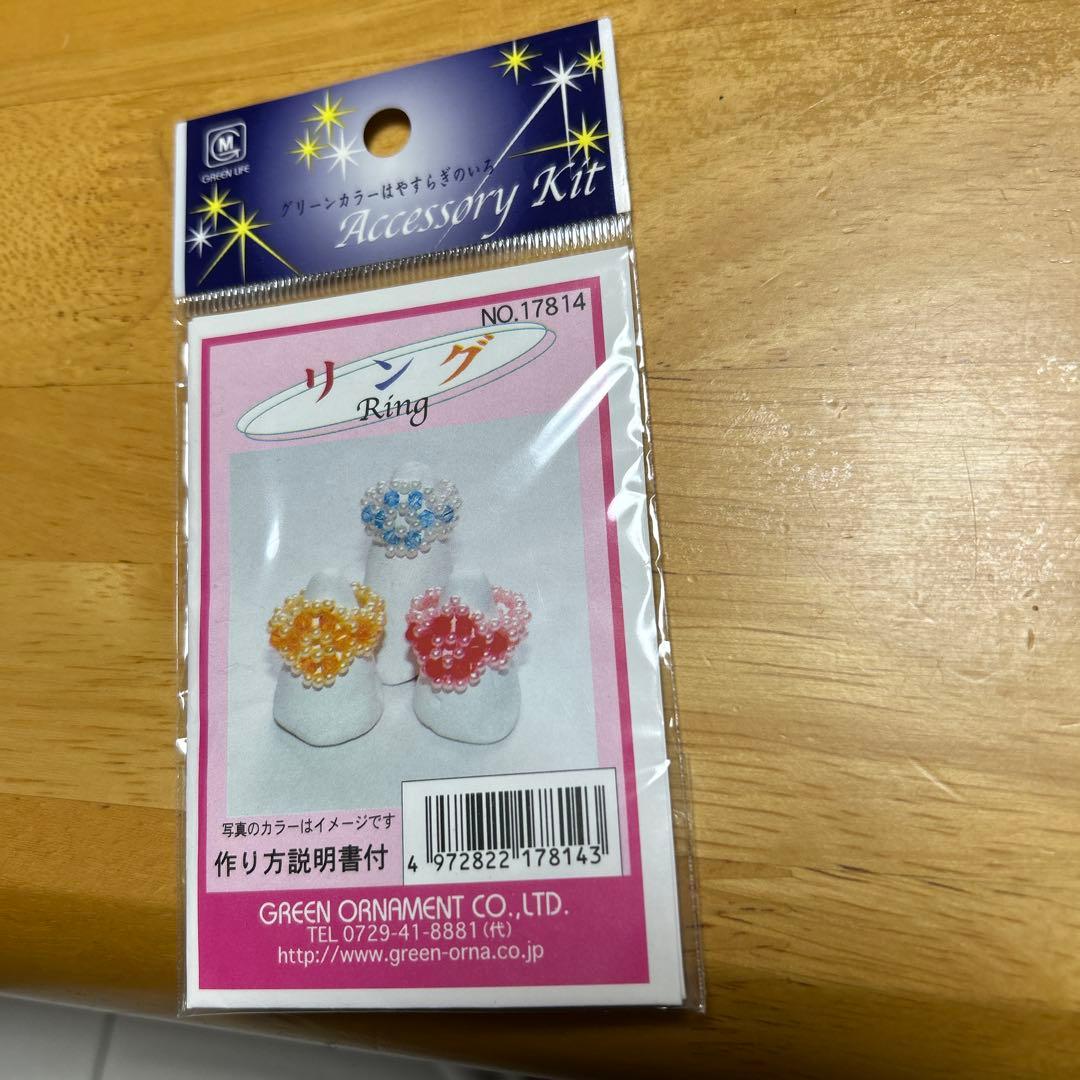 GM
GREEN LIFE
グリーンカラーはやすらぎのいろ
Accessory Kit
NO.17814
リング
Ring
写真のカラーはイメージです
作り方説明書付
4 972822 178143
GREEN ORNAMENT CO.,LTD.
TEL 0729-41-8881(代)
http://www.green-orna.co.jp